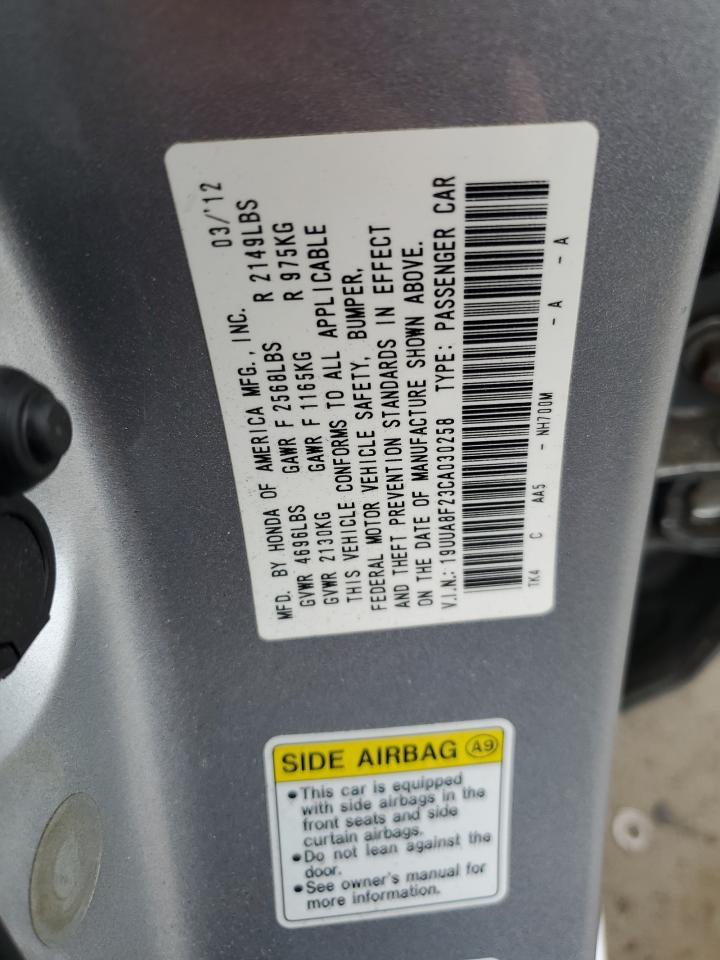 MFD. BY HONDA OF AMERICA MFG., INC. 03/'12
GVWR 4696LBS GAWR F 2568LBS R 2149LBS
GVWR 2130KG GAWR F 1165KG R 975KG
THIS VEHICLE CONFORMS TO ALL APPLICABLE
FEDERAL MOTOR VEHICLE SAFETY, BUMPER,
AND THEFT PREVENTION STANDARDS IN EFFECT
ON THE DATE OF MANUFACTURE SHOWN ABOVE.
V.I.N.: 19UUA8F23CA030258 TYPE: PASSENGER CAR
TK4 C AA5 - NH700M - A - A
SIDE AIRBAG A9
•This car is equipped
with side airbags in the
front seats and side
curtain airbags.
•Do not lean against the
door.
•See owner's manual for
more information.